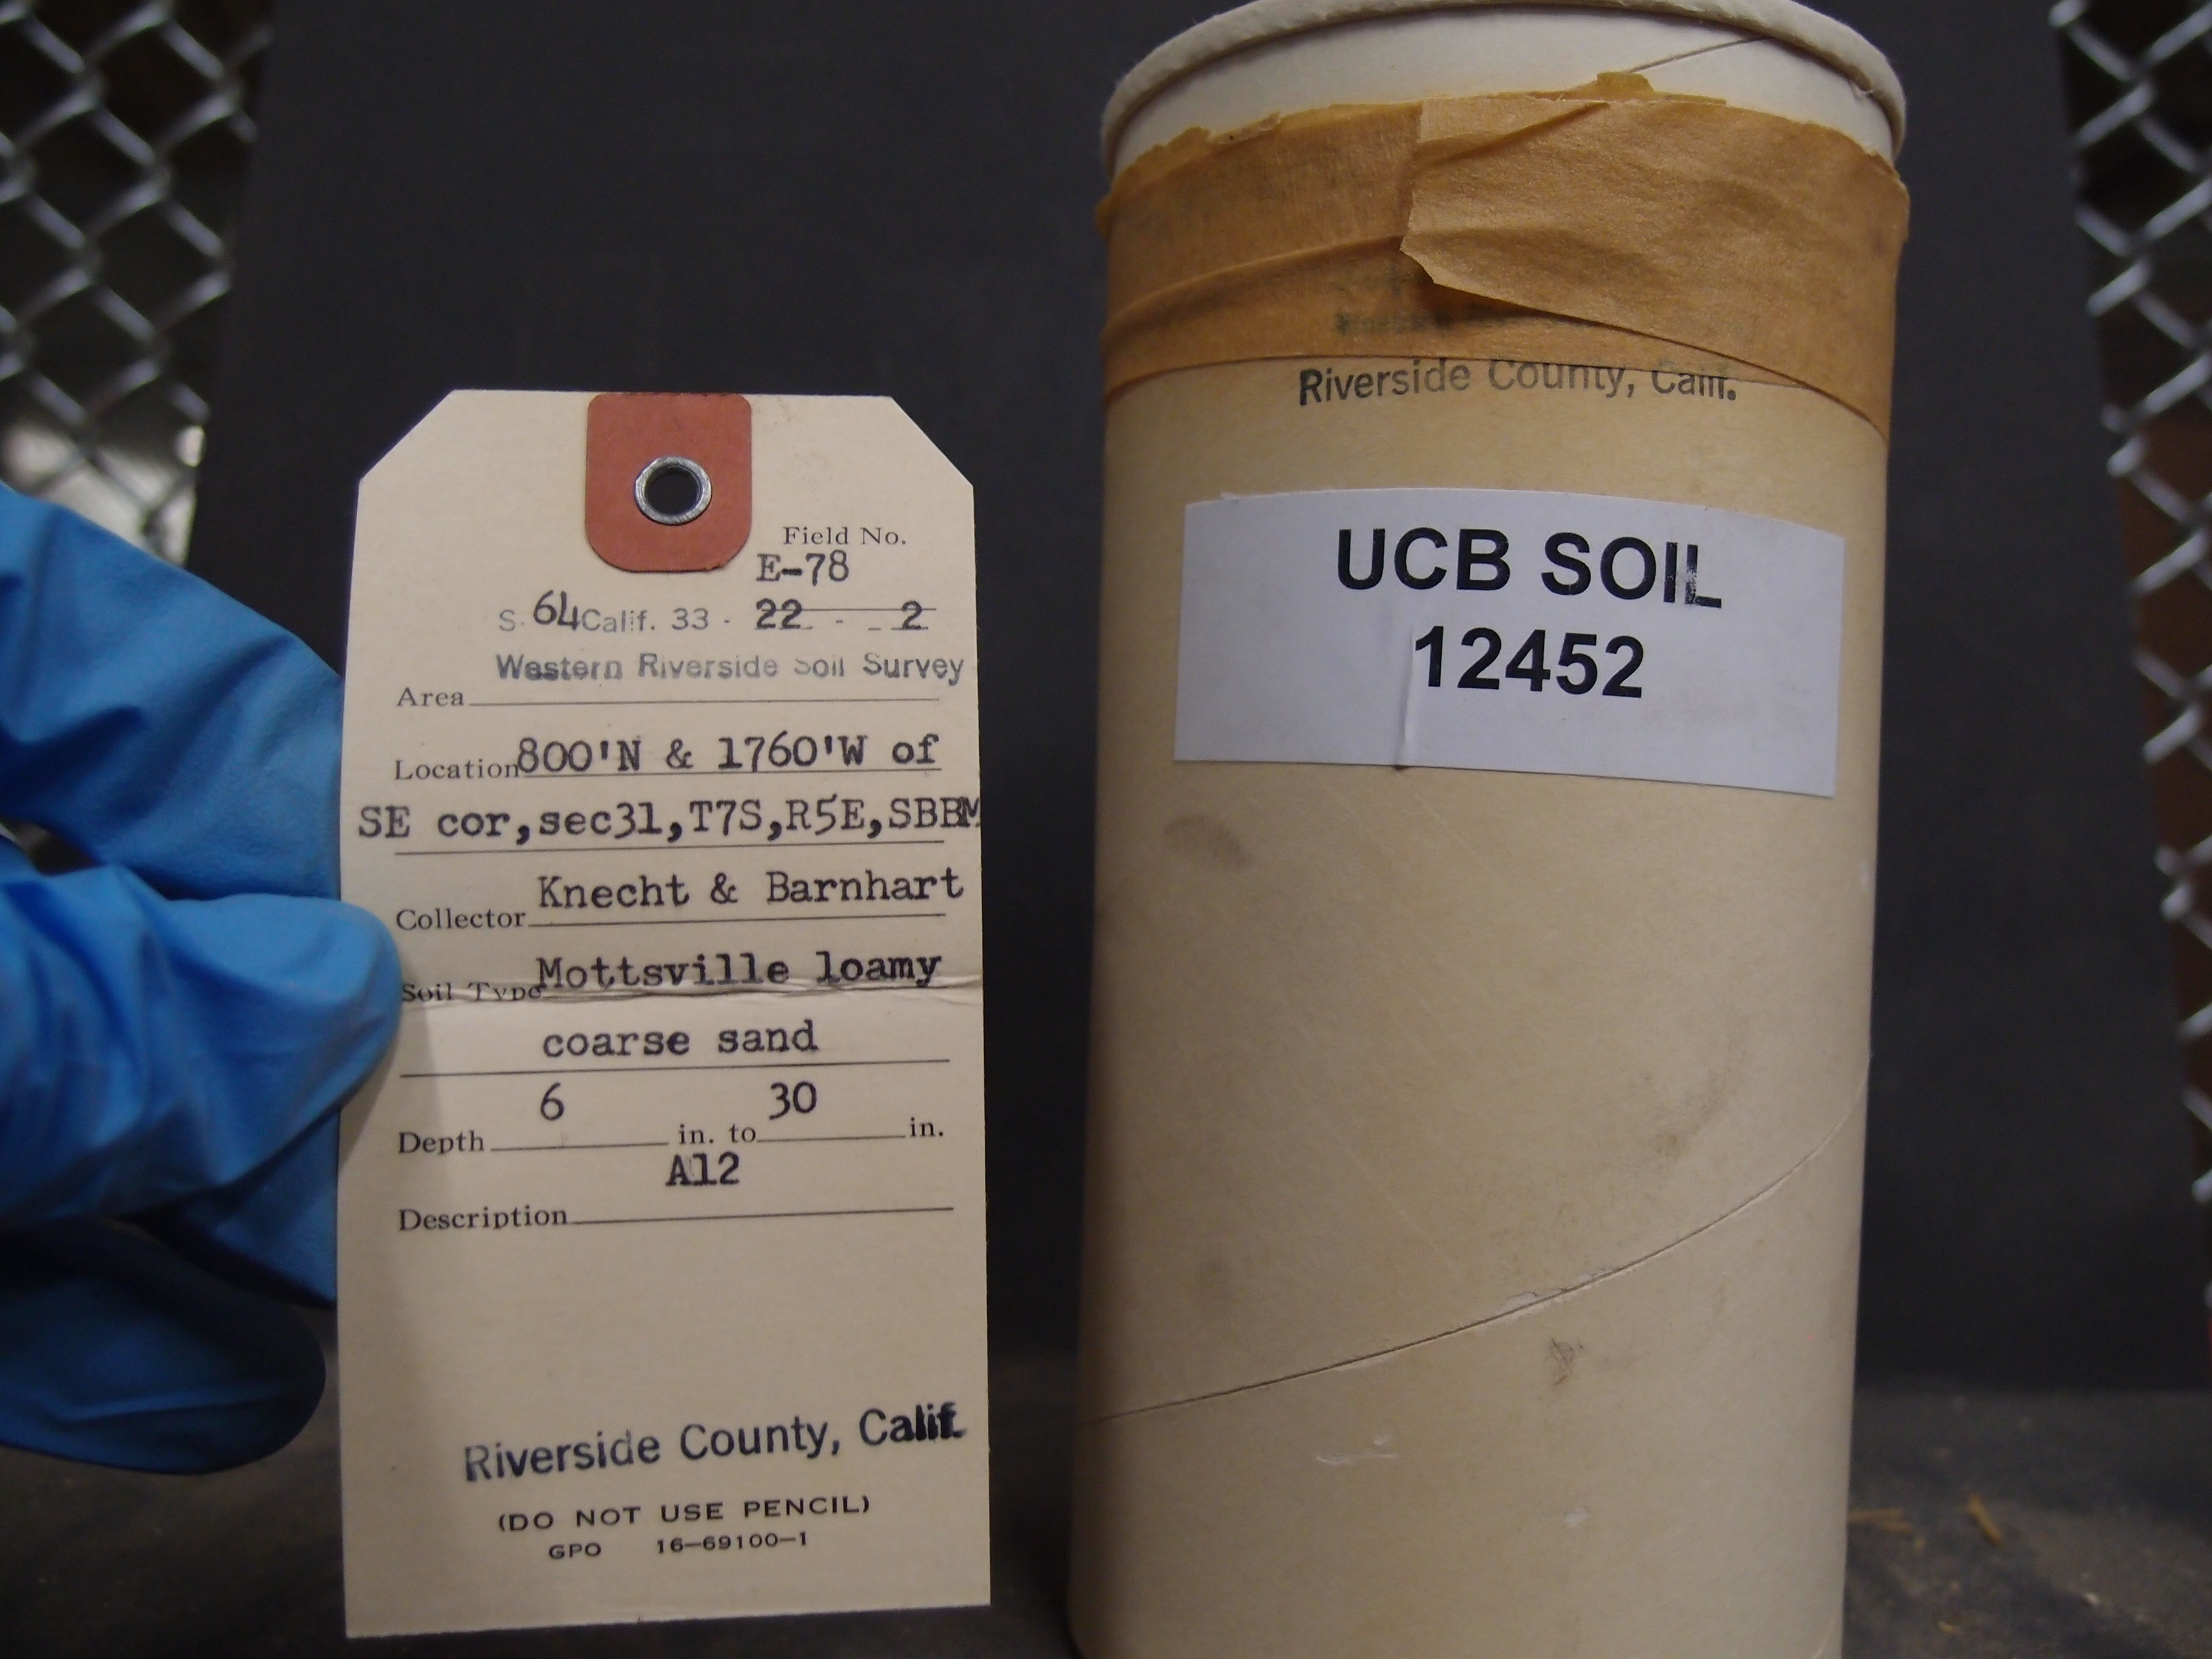 Field No.
E-78
S. 64 Calif. 33 - 22 - 2
Western Riverside Soil Survey
Area
Location 800'N & 1760'W of
SE cor,sec31,T7S,R5E,SBBM
Collector Knecht & Barnhart
Soil Type Mottsville loamy
coarse sand
Depth 6 in. to 30 in.
A12
Description
Riverside County, Calif.
(DO NOT USE PENCIL)
GPO 16—69100—1
Riverside County, Calif.
UCB SOIL
12452